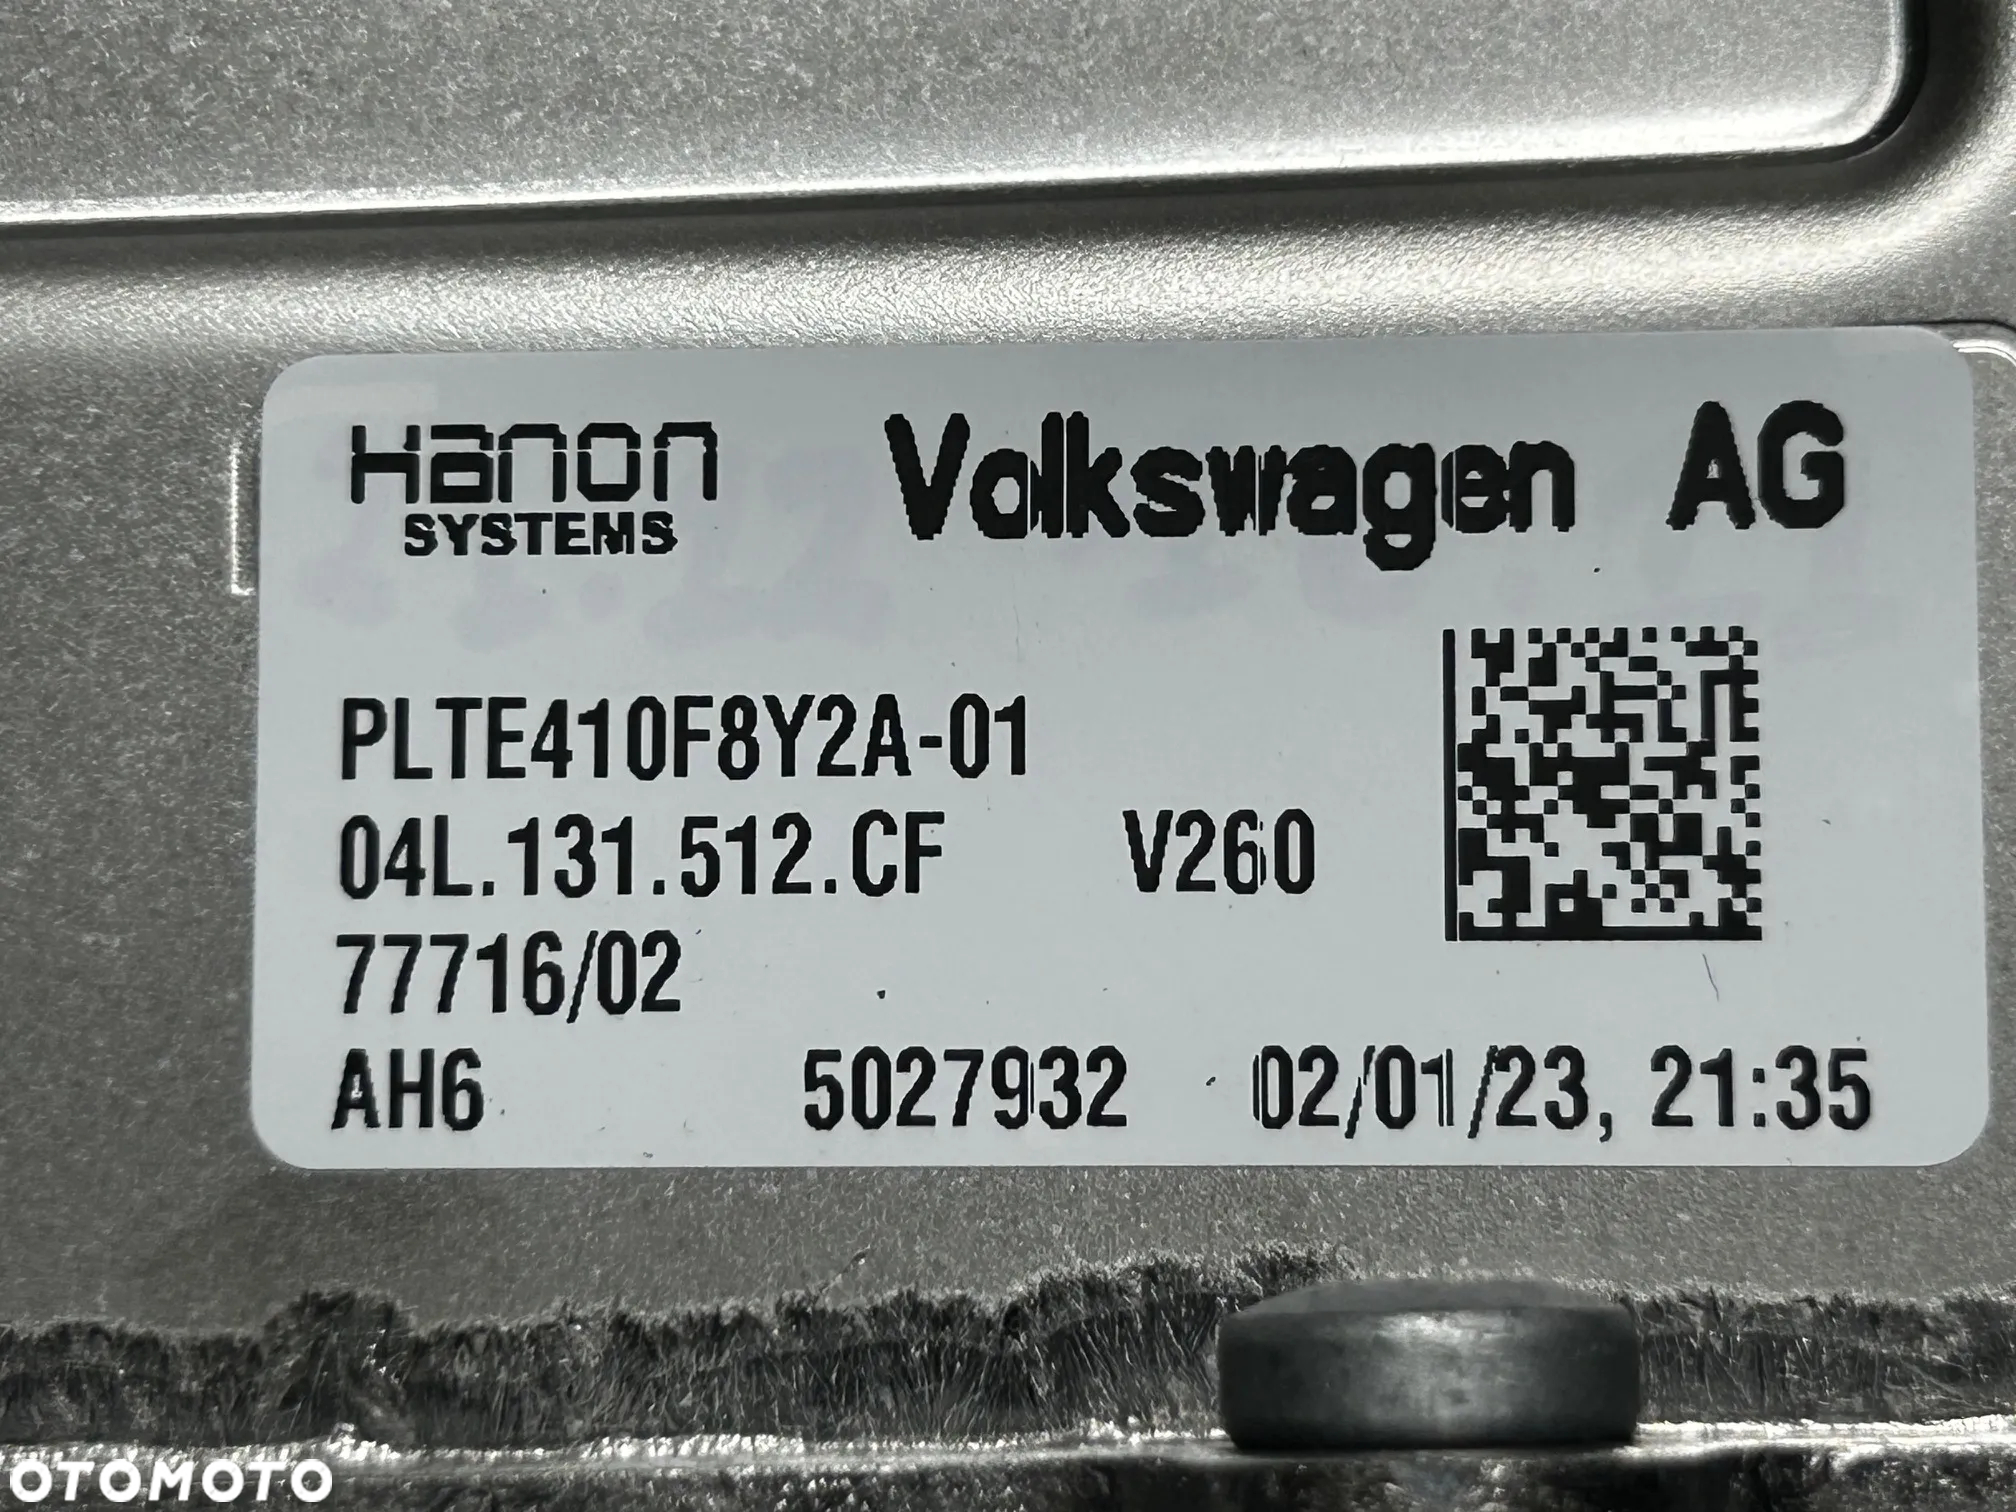 Hanon
SYSTEMS
Volkswagen AG
PLTE410F8Y2A-01
04L.131.512.CF V260
77716/02
AH6 5027932 02/01/23, 21:35
OTOMOTO